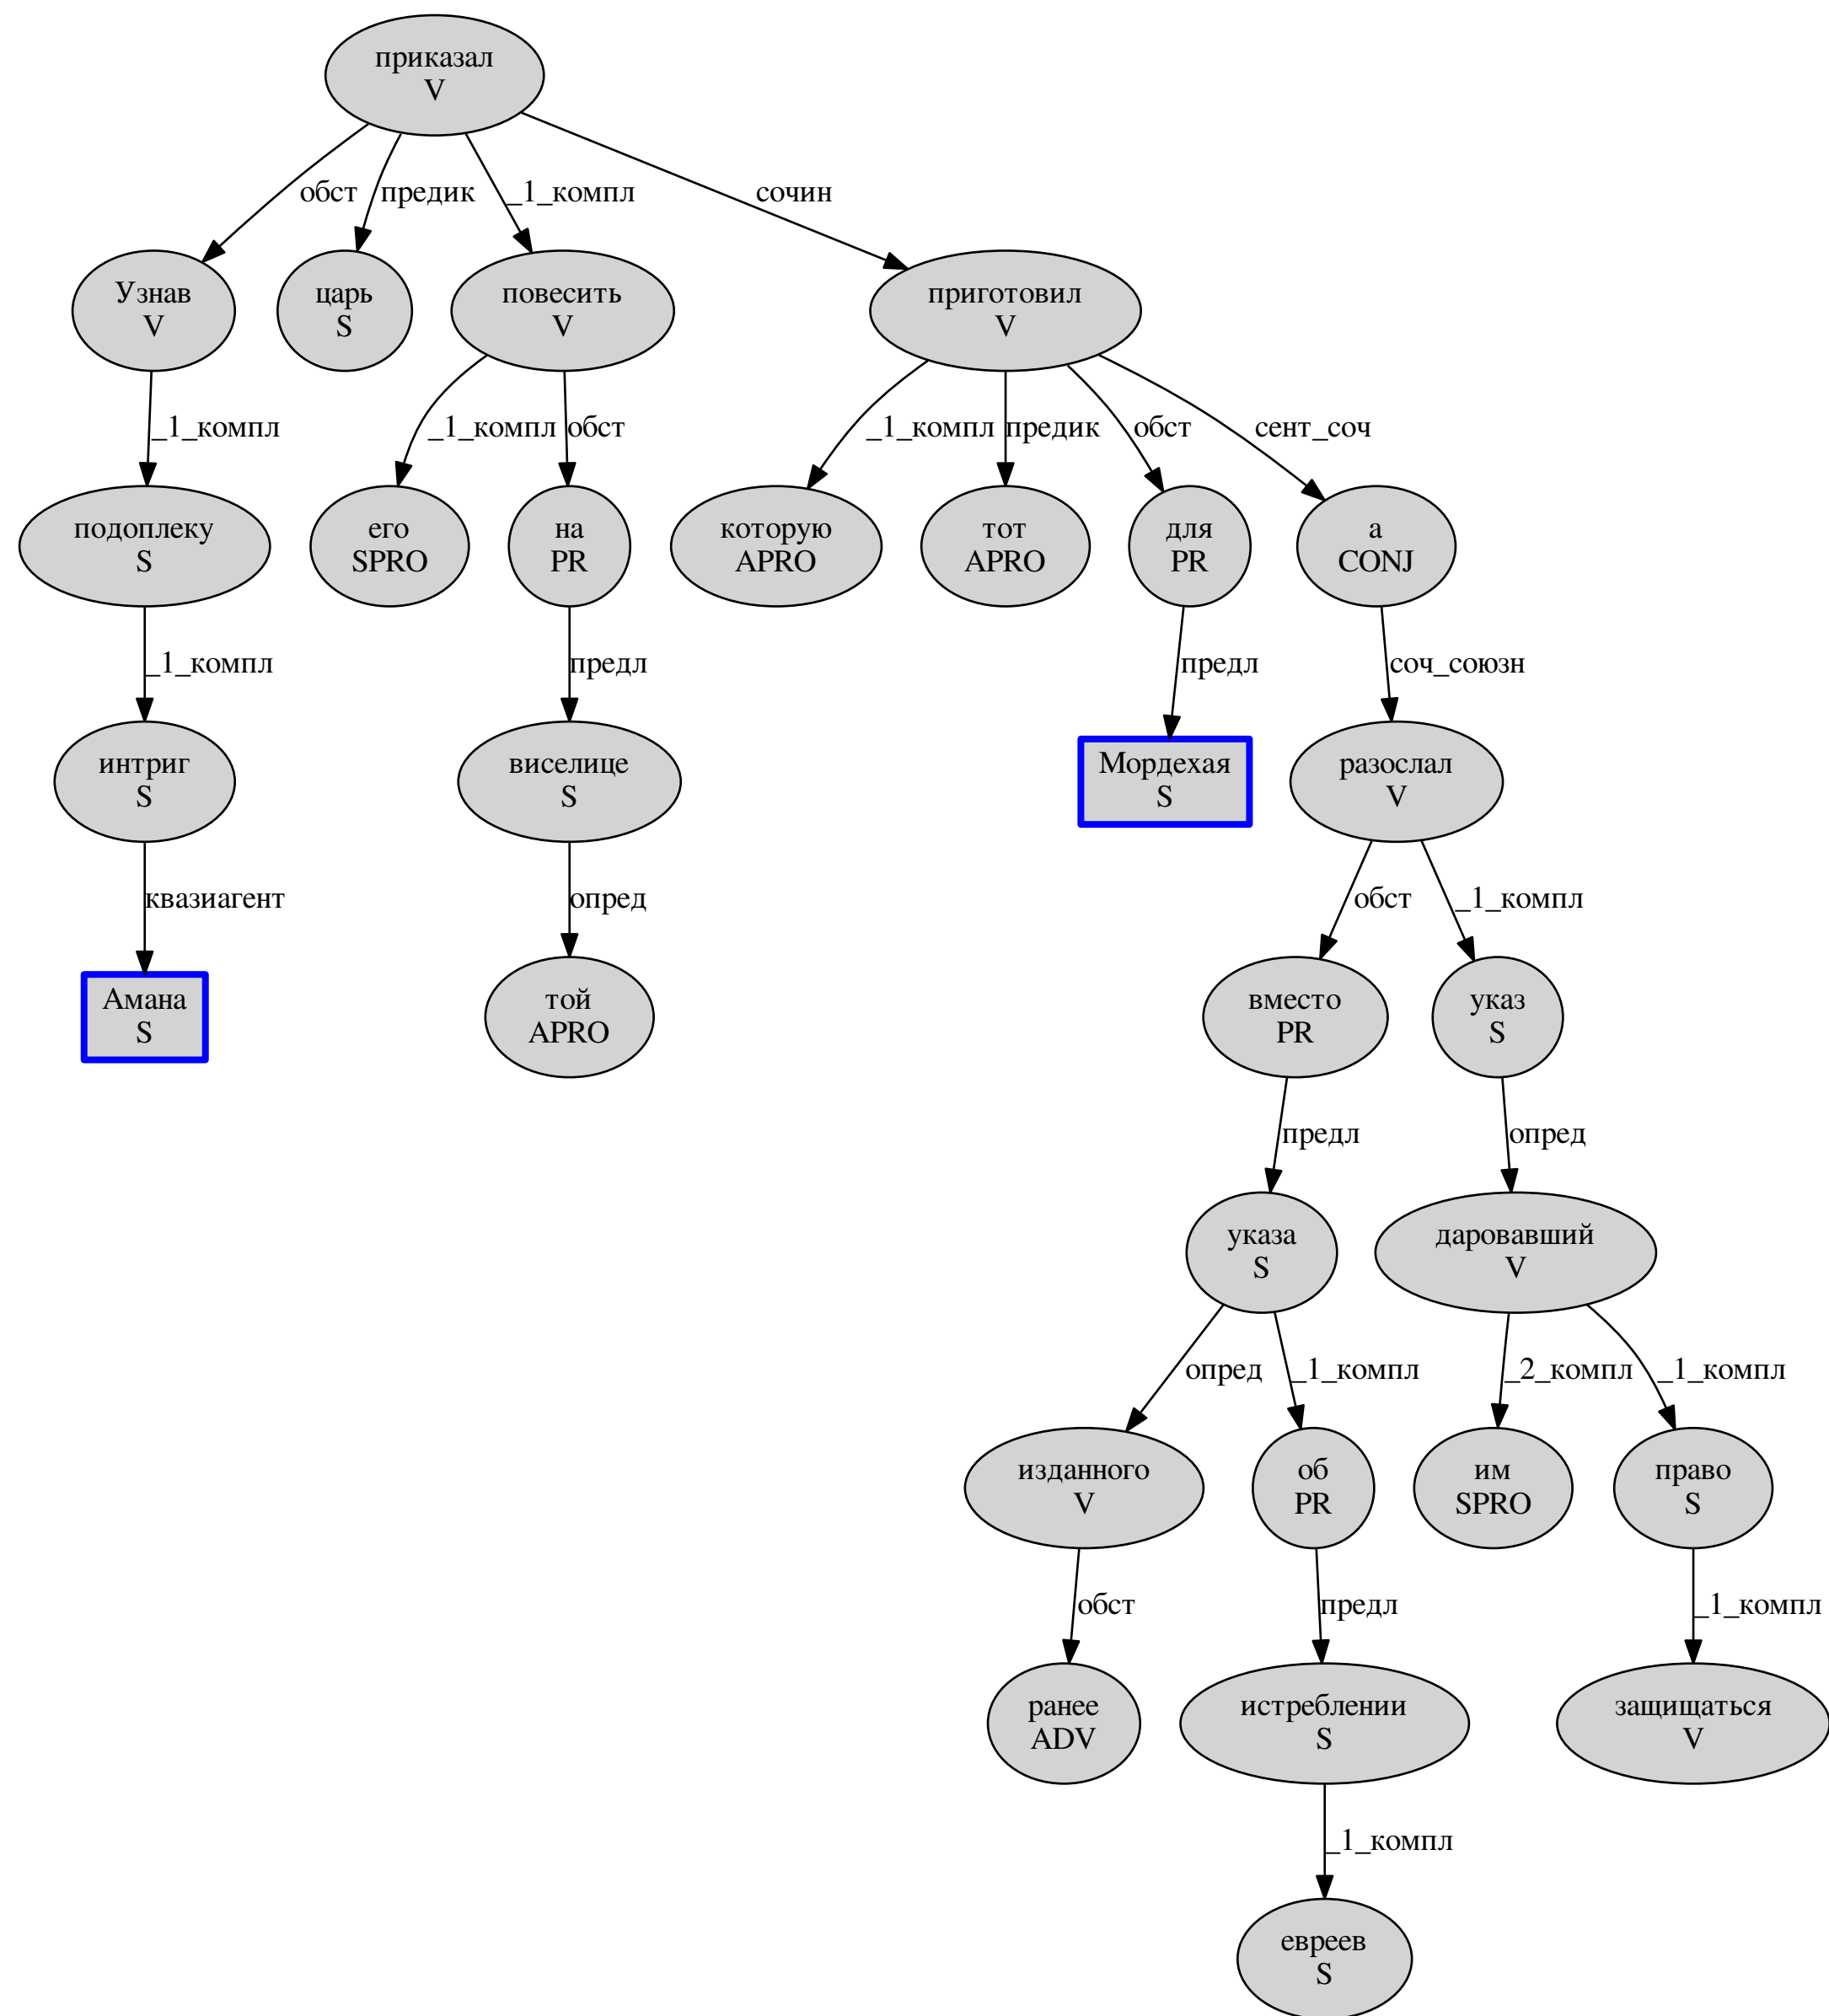 приказал
V
обст
предик
_1_компл
сочин
Узнав
V
царь
S
повесить
V
приготовил
V
_1_компл
_1_компл
обст
_1_компл
предик
обст
сент_соч
подоплеку
S
его
SPRO
на
PR
которую
APRO
тот
APRO
для
PR
а
CONJ
_1_компл
предл
предл
соч_союзн
интриг
S
виселице
S
Мордехая
S
разослал
V
квазиагент
опред
обст
_1_компл
Амана
S
той
APRO
вместо
PR
указ
S
предл
опред
указа
S
даровавший
V
опред
_1_компл
_2_компл
_1_компл
изданного
V
об
PR
им
SPRO
право
S
обст
предл
_1_компл
ранее
ADV
истреблении
S
защищаться
V
_1_компл
евреев
S